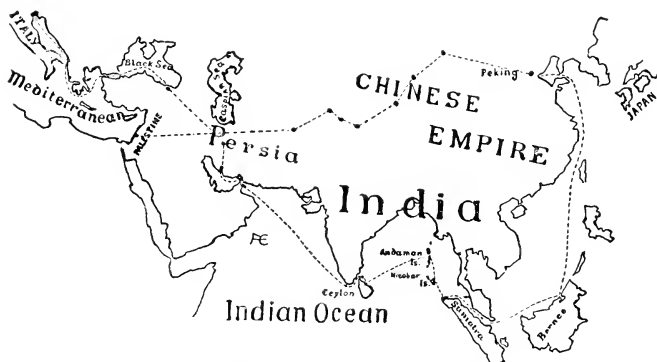 ITALY
Black Sea
Mediterranean
Caspian Sea
PALESTINE
Persia
CHINESE
EMPIRE
Peking
JAPAN
India
Æ
Andaman
Is.
Nicobar
Is.
Ceylon
Indian Ocean
Sumatra
Borneo